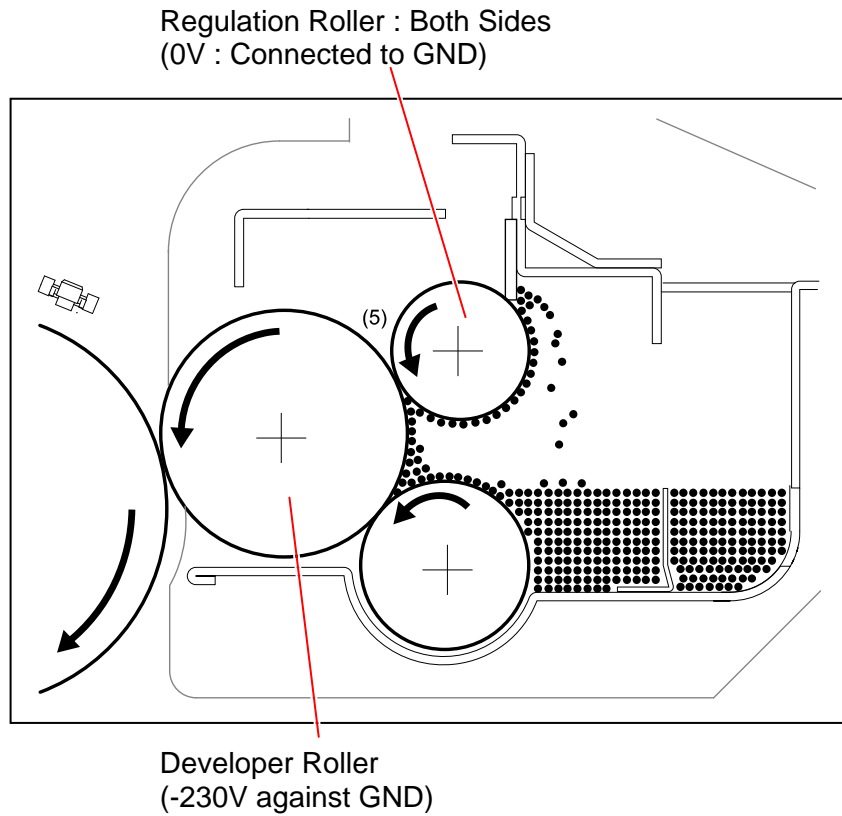 Regulation Roller : Both Sides
(0V : Connected to GND)
(5)
Developer Roller
(-230V against GND)